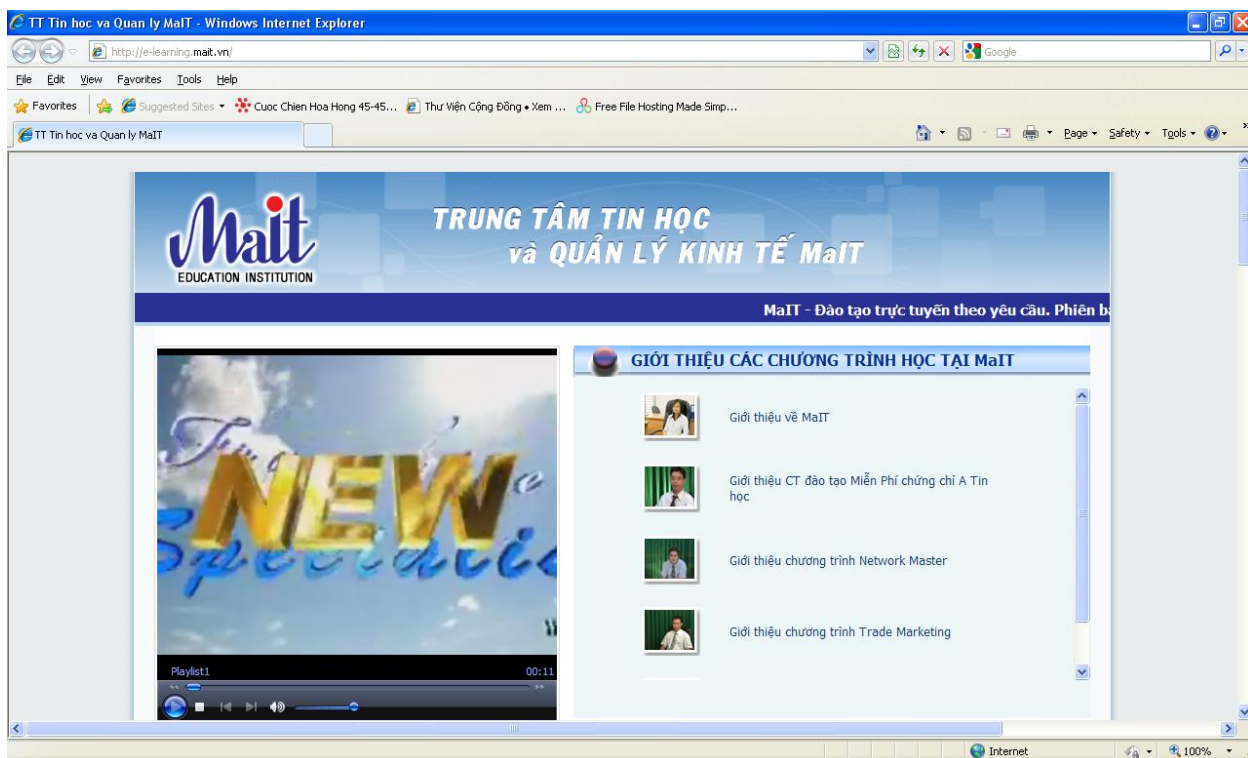 TT Tin hoc va Quan ly MaIT - Windows Internet Explorer
http://e-learning.mait.vn/
Google
File Edit View Favorites Tools Help
Favorites Suggested Sites Cuoc Chien Hoa Hong 45-45... Thư Viện Cộng Đồng • Xem ... Free File Hosting Made Simp...
TT Tin hoc va Quan ly MaIT
Page Safety Tools
Mait
EDUCATION INSTITUTION
TRUNG TÂM TIN HỌC
và QUẢN LÝ KINH TẾ MaIT
MaIT - Đào tạo trực tuyến theo yêu cầu. Phiên b
NEW
Specialis
GIỚI THIỆU CÁC CHƯƠNG TRÌNH HỌC TẠI MaIT
Giới thiệu về MaIT
Giới thiệu CT đào tạo Miễn Phí chứng chỉ A Tin
học
Giới thiệu chương trình Network Master
Giới thiệu chương trình Trade Marketing
Playlist1 00:11
Internet 100%